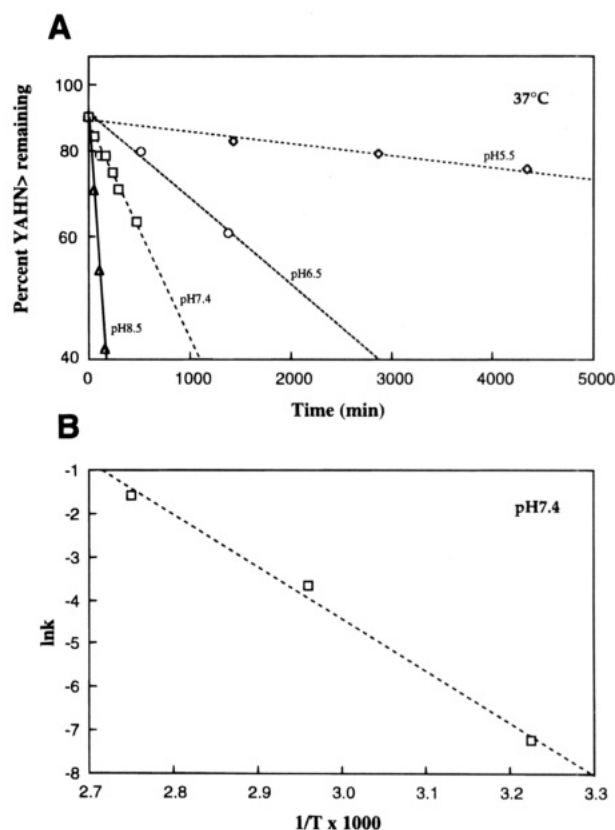 A
100
80
60
40
Percent YAHN> remaining
37°C
pH5.5
pH6.5
pH7.4
pH8.5
0 1000 2000 3000 4000 5000
Time (min)
B
-1
-2
-3
-4
-5
-6
-7
-8
lnk
pH7.4
2.7 2.8 2.9 3.0 3.1 3.2 3.3
1/T x 1000